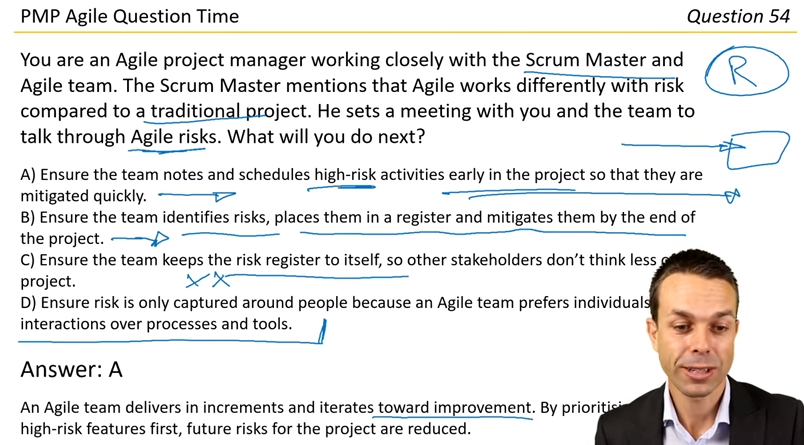 PMP Agile Question Time
Question 54
You are an Agile project manager working closely with the Scrum Master and
Agile team. The Scrum Master mentions that Agile works differently with risk
compared to a traditional project. He sets a meeting with you and the team to
talk through Agile risks. What will you do next?
R
A) Ensure the team notes and schedules high-risk activities early in the project so that they are
mitigated quickly.
B) Ensure the team identifies risks, places them in a register and mitigates them by the end of
the project.
C) Ensure the team keeps the risk register to itself, so other stakeholders don't think less
project.
D) Ensure risk is only captured around people because an Agile team prefers individuals
interactions over processes and tools.
Answer: A
An Agile team delivers in increments and iterates toward improvement. By
high-risk features first, future risks for the project are reduced.